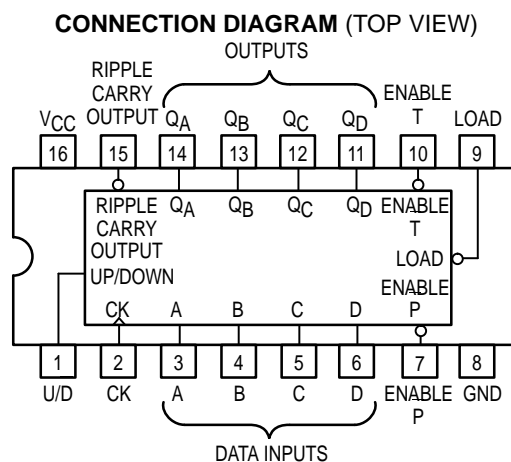 CONNECTION DIAGRAM (TOP VIEW)
OUTPUTS
RIPPLE
CARRY
OUTPUT
VCC
QA
QB
QC
QD
ENABLE
T
LOAD
16
15
14
13
12
11
10
9
RIPPLE
CARRY
OUTPUT
QA
QB
QC
QD
ENABLE
T
LOAD
UP/DOWN
ENABLE
P
CK
A
B
C
D
1
2
3
4
5
6
7
8
U/D
CK
A
B
C
D
ENABLE
P
GND
DATA INPUTS